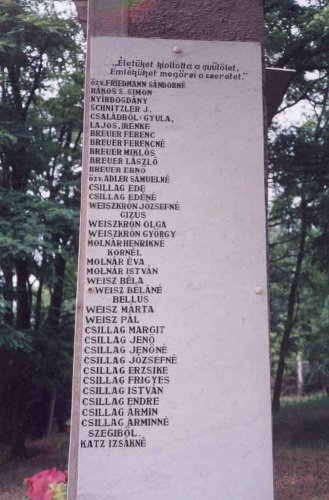 „Életüket kioltotta a gyűlölet,
Emléküket megőrzi a szeretet."
özv. FRIEDMANN SÁNDORNÉ
RÁKOS S. SIMON
NYÍRBOGDÁNY
SCHNITZLER J.
CSALÁDBÓL: GYULA,
LAJOS, IRÉNKE
BREUER FERENC
BREUER FERENCNÉ
BREUER MIKLÓS
BREUER LÁSZLÓ
BREUER ERNŐ
özv. ADLER SÁMUELNÉ
CSILLAG EDE
CSILLAG EDÉNÉ
WEISZKRON JÓZSEFNÉ
GIZUS
WEISZKRON OLGA
WEISZKRON GYÖRGY
MOLNÁR HENRIKNÉ
KORNÉL
MOLNÁR ÉVA
MOLNÁR ISTVÁN
WEISZ BÉLA
WEISZ BÉLÁNÉ
BELLUS
WEISZ MÁRTA
WEISZ PÁL
CSILLAG MARGIT
CSILLAG JENŐ
CSILLAG JENŐNÉ
CSILLAG JÓZSEFNÉ
CSILLAG ERZSIKE
CSILLAG FRIGYES
CSILLAG ISTVÁN
CSILLAG ENDRE
CSILLAG ÁRMIN
CSILLAG ÁRMINNÉ
SZEGIBŐL.
KATZ IZSÁKNÉ